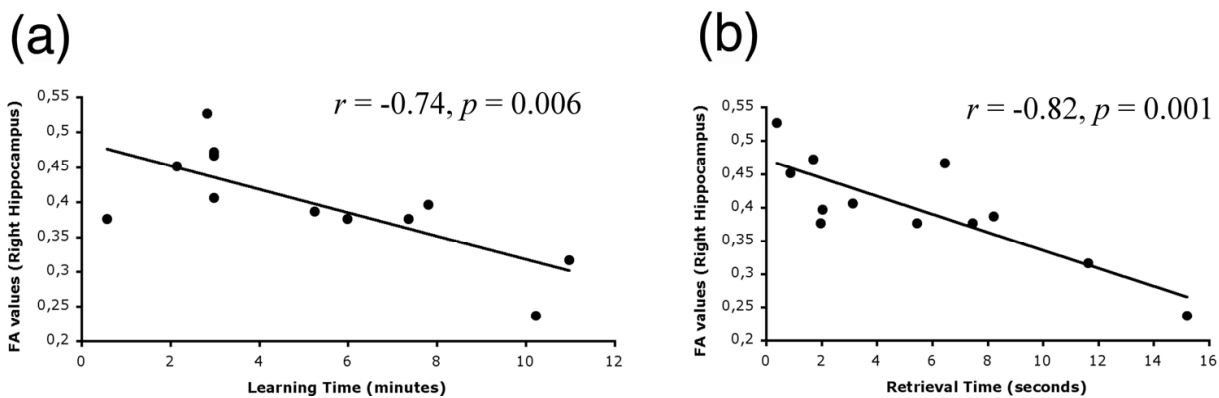 (a)
r = -0.74, p = 0.006
FA values (Right Hippocampus)
0,55
0,5
0,45
0,4
0,35
0,3
0,25
0,2
0 2 4 6 8 10 12
Learning Time (minutes)
(b)
r = -0.82, p = 0.001
FA values (Right Hippocampus)
0,55
0,5
0,45
0,4
0,35
0,3
0,25
0,2
0 2 4 6 8 10 12 14 16
Retrieval Time (seconds)